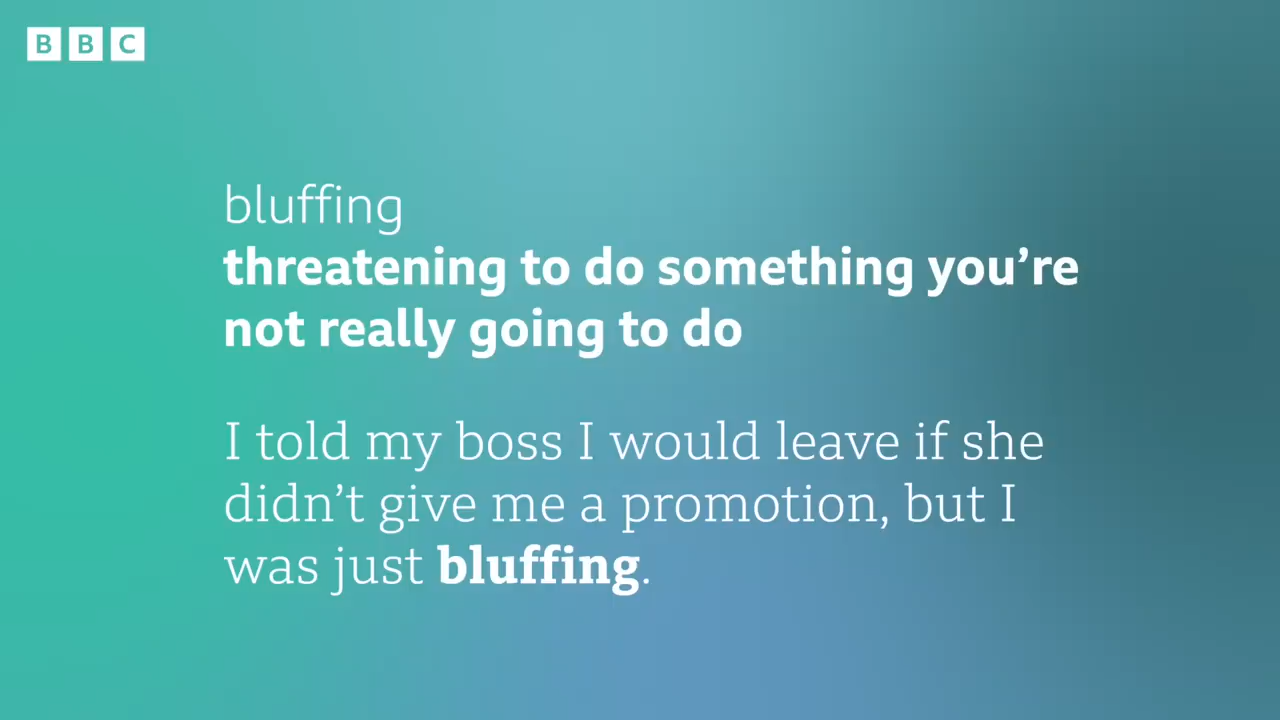 BBC
bluffing
threatening to do something you’re
not really going to do
I told my boss I would leave if she
didn’t give me a promotion, but I
was just bluffing.